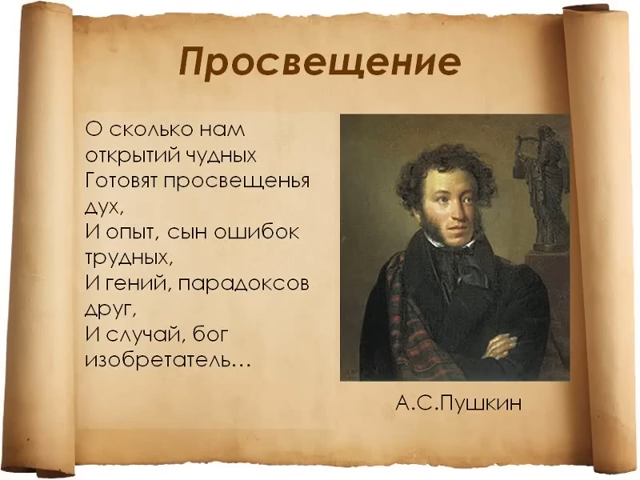 Просвещение
О сколько нам
открытий чудных
Готовят просвещенья
дух,
И опыт, сын ошибок
трудных,
И гений, парадоксов
друг,
И случай, бог
изобретатель…
А.С.Пушкин